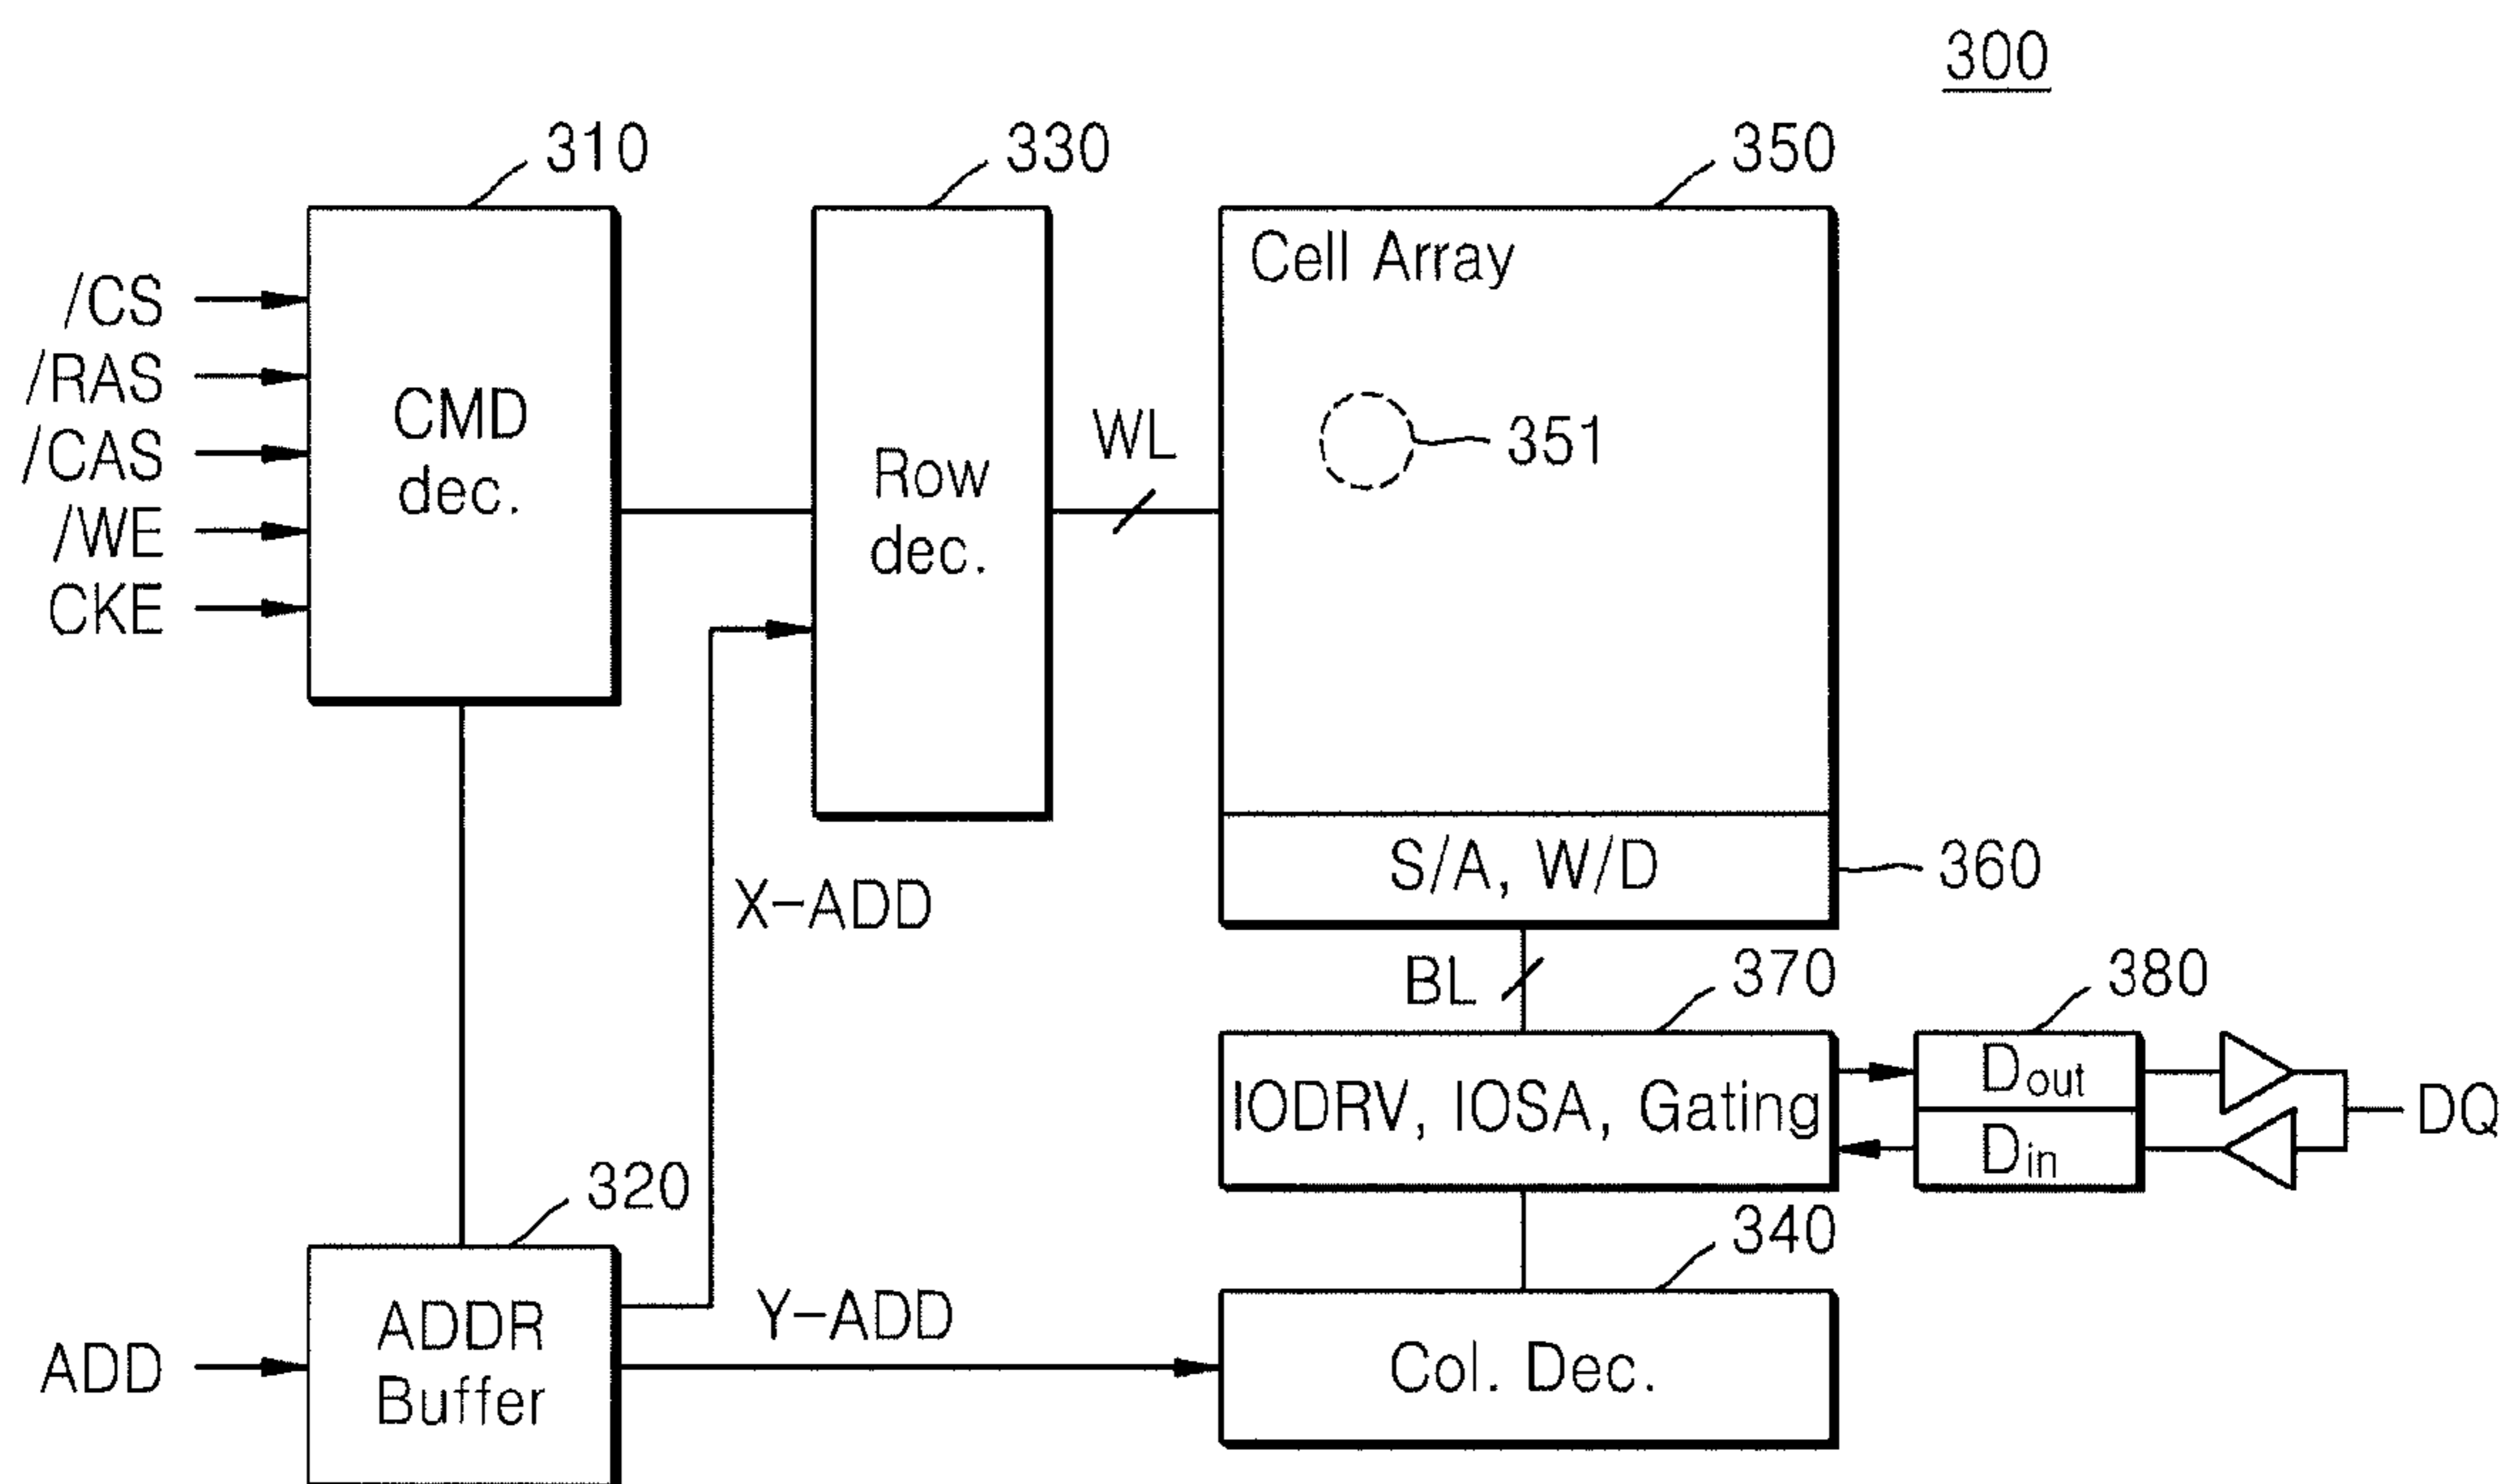 300
310
330
350
/CS
/RAS
/CAS
/WE
CKE
CMD
dec.
Row
dec.
WL
Cell Array
351
S/A, W/D
360
X-ADD
BL
370
380
IODRV, IOSA, Gating
Dout
Din
DQ
320
340
ADD
ADDR
Buffer
Y-ADD
Col. Dec.